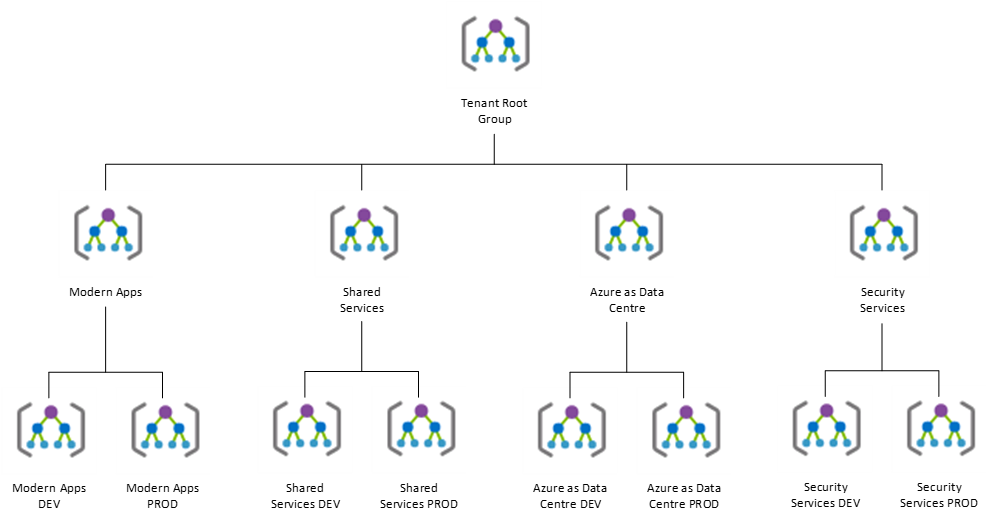 Tenant Root
Group
Modern Apps
Shared
Services
Azure as Data
Centre
Security
Services
Modern Apps
DEV
Modern Apps
PROD
Shared
Services DEV
Shared
Services PROD
Azure as Data
Centre DEV
Azure as Data
Centre PROD
Security
Services DEV
Security
Services PROD